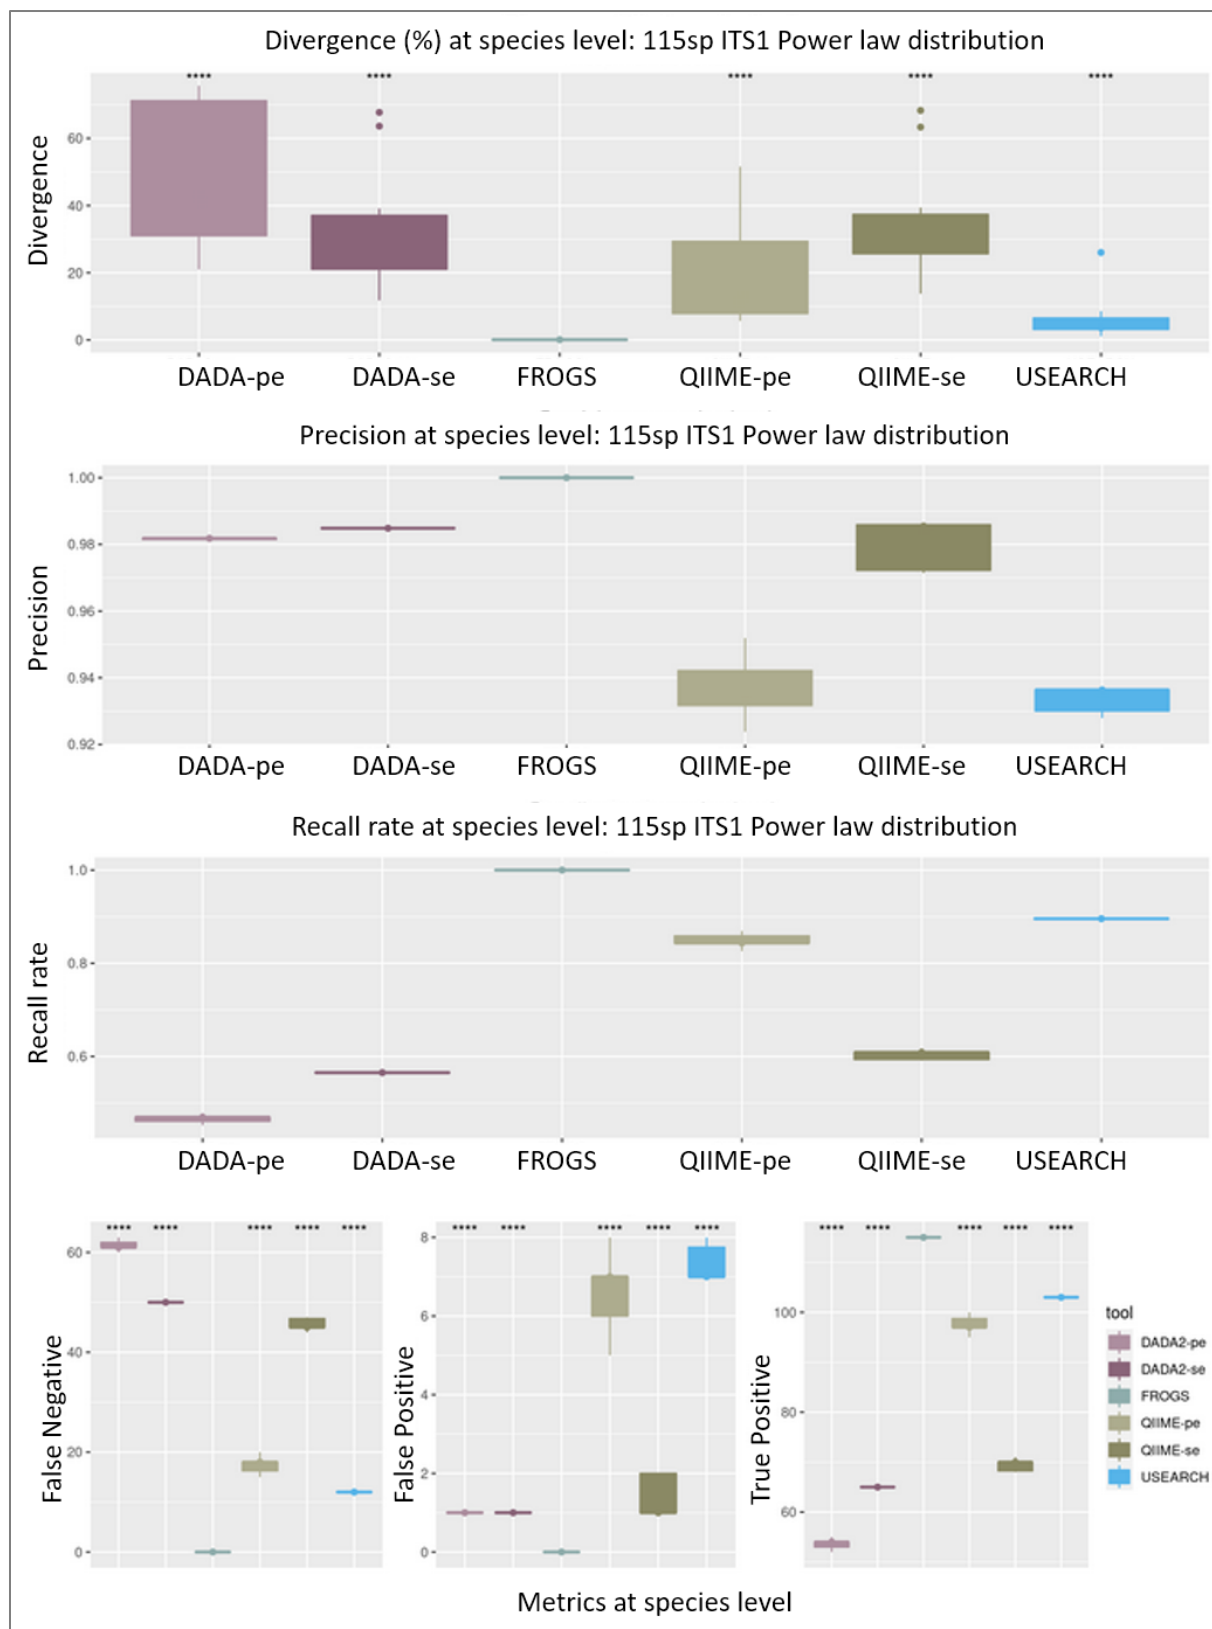 Divergence (%) at species level: 115sp ITS1 Power law distribution
**** **** **** **** ****
Divergence
60
40
20
0
DADA-pe DADA-se FROGS QIIME-pe QIIME-se USEARCH
Precision at species level: 115sp ITS1 Power law distribution
Precision
1.00
0.98
0.96
0.94
0.92
DADA-pe DADA-se FROGS QIIME-pe QIIME-se USEARCH
Recall rate at species level: 115sp ITS1 Power law distribution
Recall rate
1.0
0.8
0.6
DADA-pe DADA-se FROGS QIIME-pe QIIME-se USEARCH
**** **** **** **** ****
False Negative
60
40
20
0
**** **** **** **** ****
False Positive
8
6
4
2
0
**** **** **** **** ****
True Positive
100
80
60
tool
DADA2-pe
DADA2-se
FROGS
QIIME-pe
QIIME-se
USEARCH
Metrics at species level